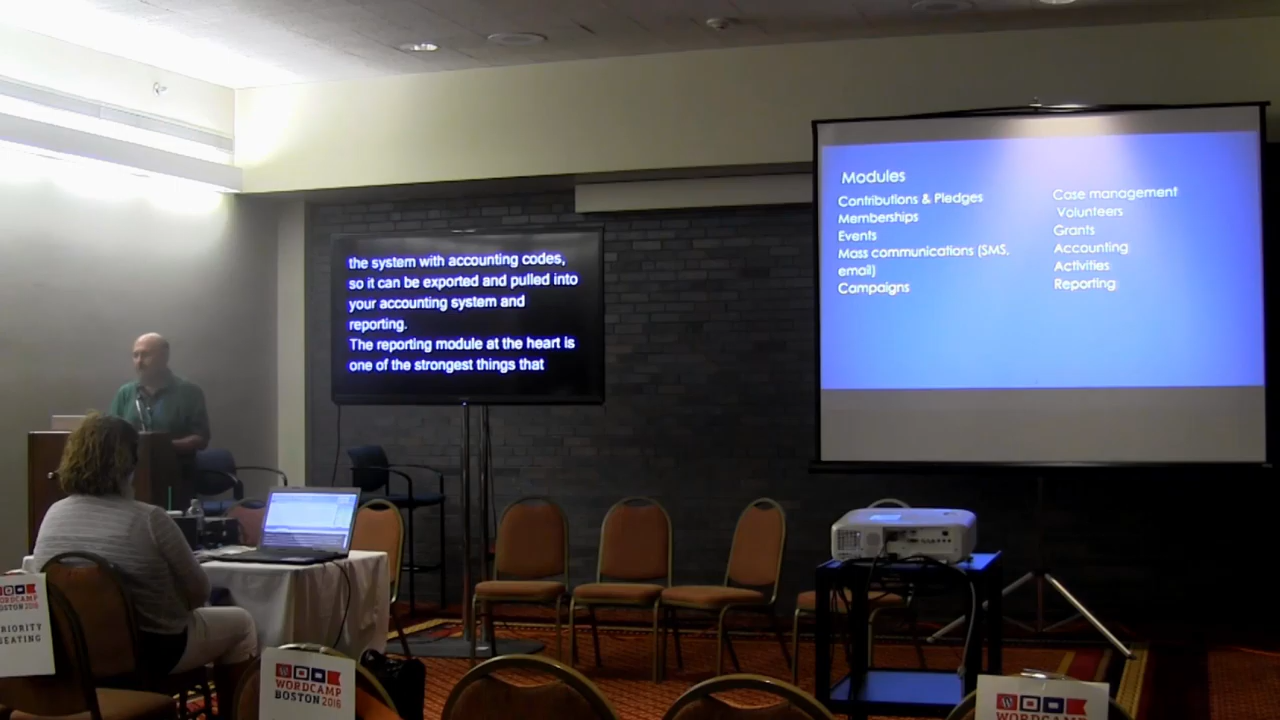 the system with accounting codes,
so it can be exported and pulled into
your accounting system and
reporting.
The reporting module at the heart is
one of the strongest things that
Modules
Contributions & Pledges
Memberships
Events
Mass communications (SMS,
email)
Campaigns
Case management
Volunteers
Grants
Accounting
Activities
Reporting
WORDCAMP
BOSTON 2016
RIORITY
SEATING
WORDCAMP
BOSTON 2016
WORDCAMP